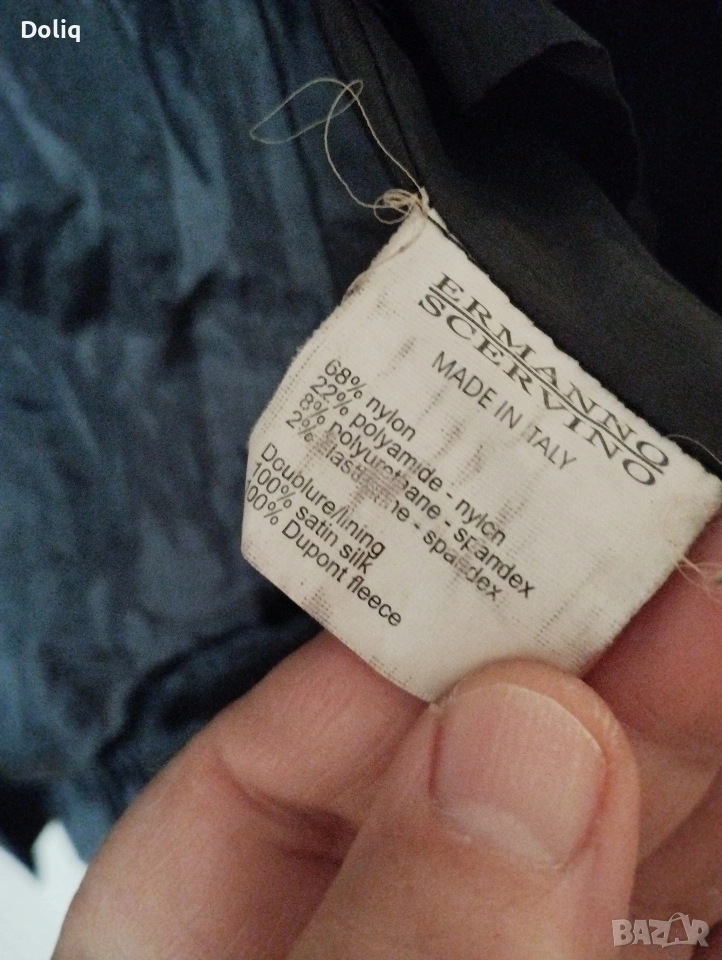 Doliq
ERMANNO
SCERVINO
MADE IN ITALY
68% nylon
22% polyamide - nylon
8% polyurethane - spandex
2% elasthanne - spandex
Doublure/lining
100% satin silk
100% Dupont fleece
BAZAR